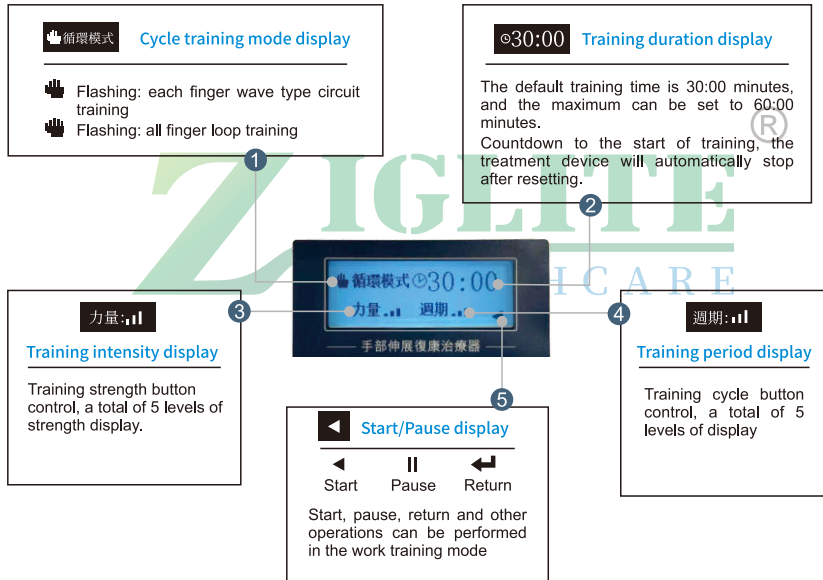 循環模式 Cycle training mode display
Flashing: each finger wave type circuit
training
Flashing: all finger loop training
30:00 Training duration display
The default training time is 30:00 minutes,
and the maximum can be set to 60:00
minutes.
Countdown to the start of training, the
treatment device will automatically stop
after resetting.
®
1
2
ZIGLITE
HCARE
循環模式 30:00
力量 週期
手部伸展復康治療器
3
力量:
Training intensity display
Training strength button
control, a total of 5 levels of
strength display.
4
週期:
Training period display
Training cycle button
control, a total of 5
levels of display
5
Start/Pause display
Start Pause Return
Start, pause, return and other
operations can be performed
in the work training mode